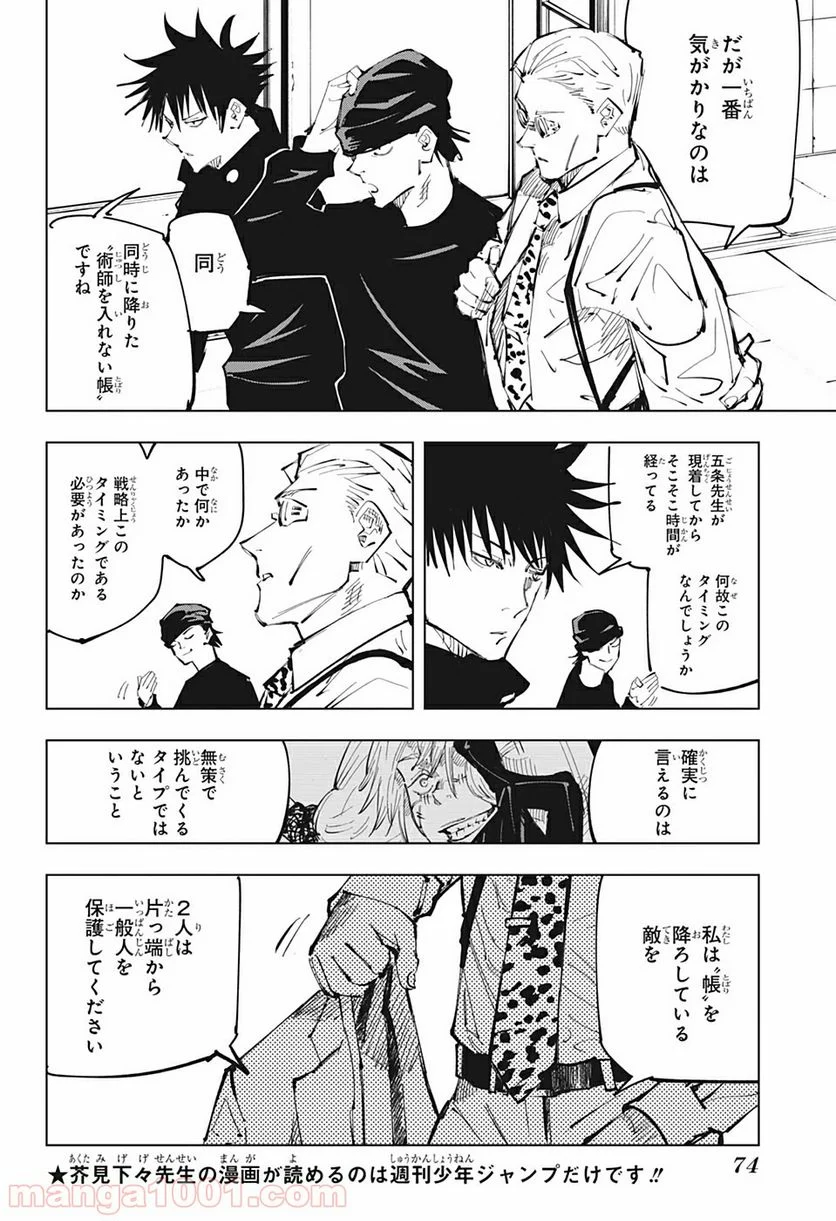 だが一番
気がかりなのは
同
同時に降りた
〝術師を入れない帳〟
ですね
五条先生が
現着してから
そこそこ時間が
経ってる
何故この
タイミング
なんでしょうか
中で何か
あったか
戦略上この
タイミングである
必要があったのか
確実に
言えるのは
無策で
挑んでくる
タイプでは
ないと
いうこと
私は〝帳〟を
降ろしている
敵を
2人は
片っ端から
一般人を
保護してください
★芥見下々先生の漫画が読めるのは週刊少年ジャンプだけです!!
74
manga1001.com